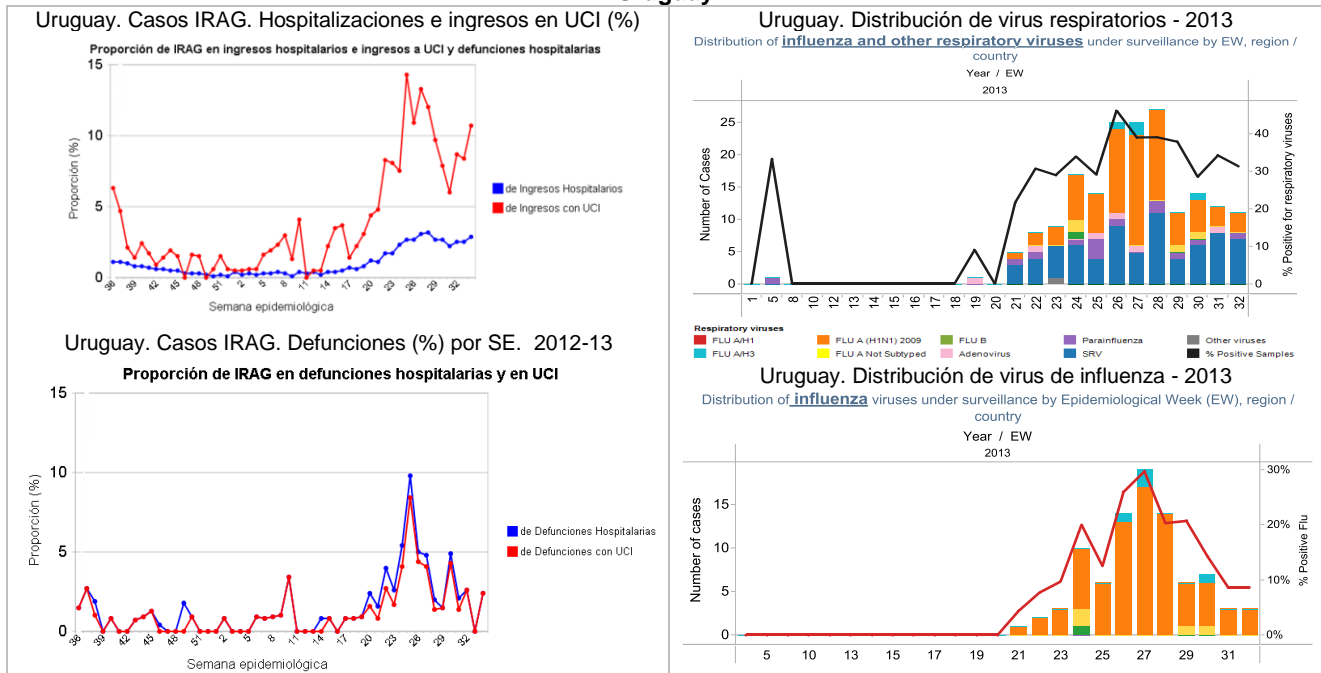 Uruguay
Uruguay. Casos IRAG. Hospitalizaciones e ingresos en UCI (%)
Proporción de IRAG en ingresos hospitalarios e ingresos a UCI y defunciones hospitalarias
15
10
5
0
Proporción (%)
38 39 42 45 48 51 2 5 8 11 14 17 20 23 26 29 32
Semana epidemiológica
de Ingresos Hospitalarios
de Ingresos con UCI
Uruguay. Casos IRAG. Defunciones (%) por SE. 2012-13
Proporción de IRAG en defunciones hospitalarias y en UCI
15
10
5
0
Proporción (%)
36 39 42 45 48 51 2 5 8 11 14 17 20 23 26 29 32
Semana epidemiológica
de Defunciones Hospitalarias
de Defunciones con UCI
Uruguay. Distribución de virus respiratorios - 2013
Distribution of influenza and other respiratory viruses under surveillance by EW, region /
country
Year / EW
2013
25
20
15
10
5
0
Number of Cases
40
30
20
10
0
% Positive for respiratory viruses
1 5 8 10 12 13 14 15 16 17 18 19 20 21 22 23 24 25 26 27 28 29 30 31 32
Respiratory viruses
FLU A/H1 FLU A (H1N1) 2009 FLU B Parainfluenza Other viruses
FLU A/H3 FLU A Not Subtyped Adenovirus SRV % Positive Samples
Uruguay. Distribución de virus de influenza - 2013
Distribution of influenza viruses under surveillance by Epidemiological Week (EW), region /
country
Year / EW
2013
15
10
5
0
Number of cases
30%
20%
10%
0%
% Positive Flu
5 10 13 15 17 19 21 23 25 27 29 31